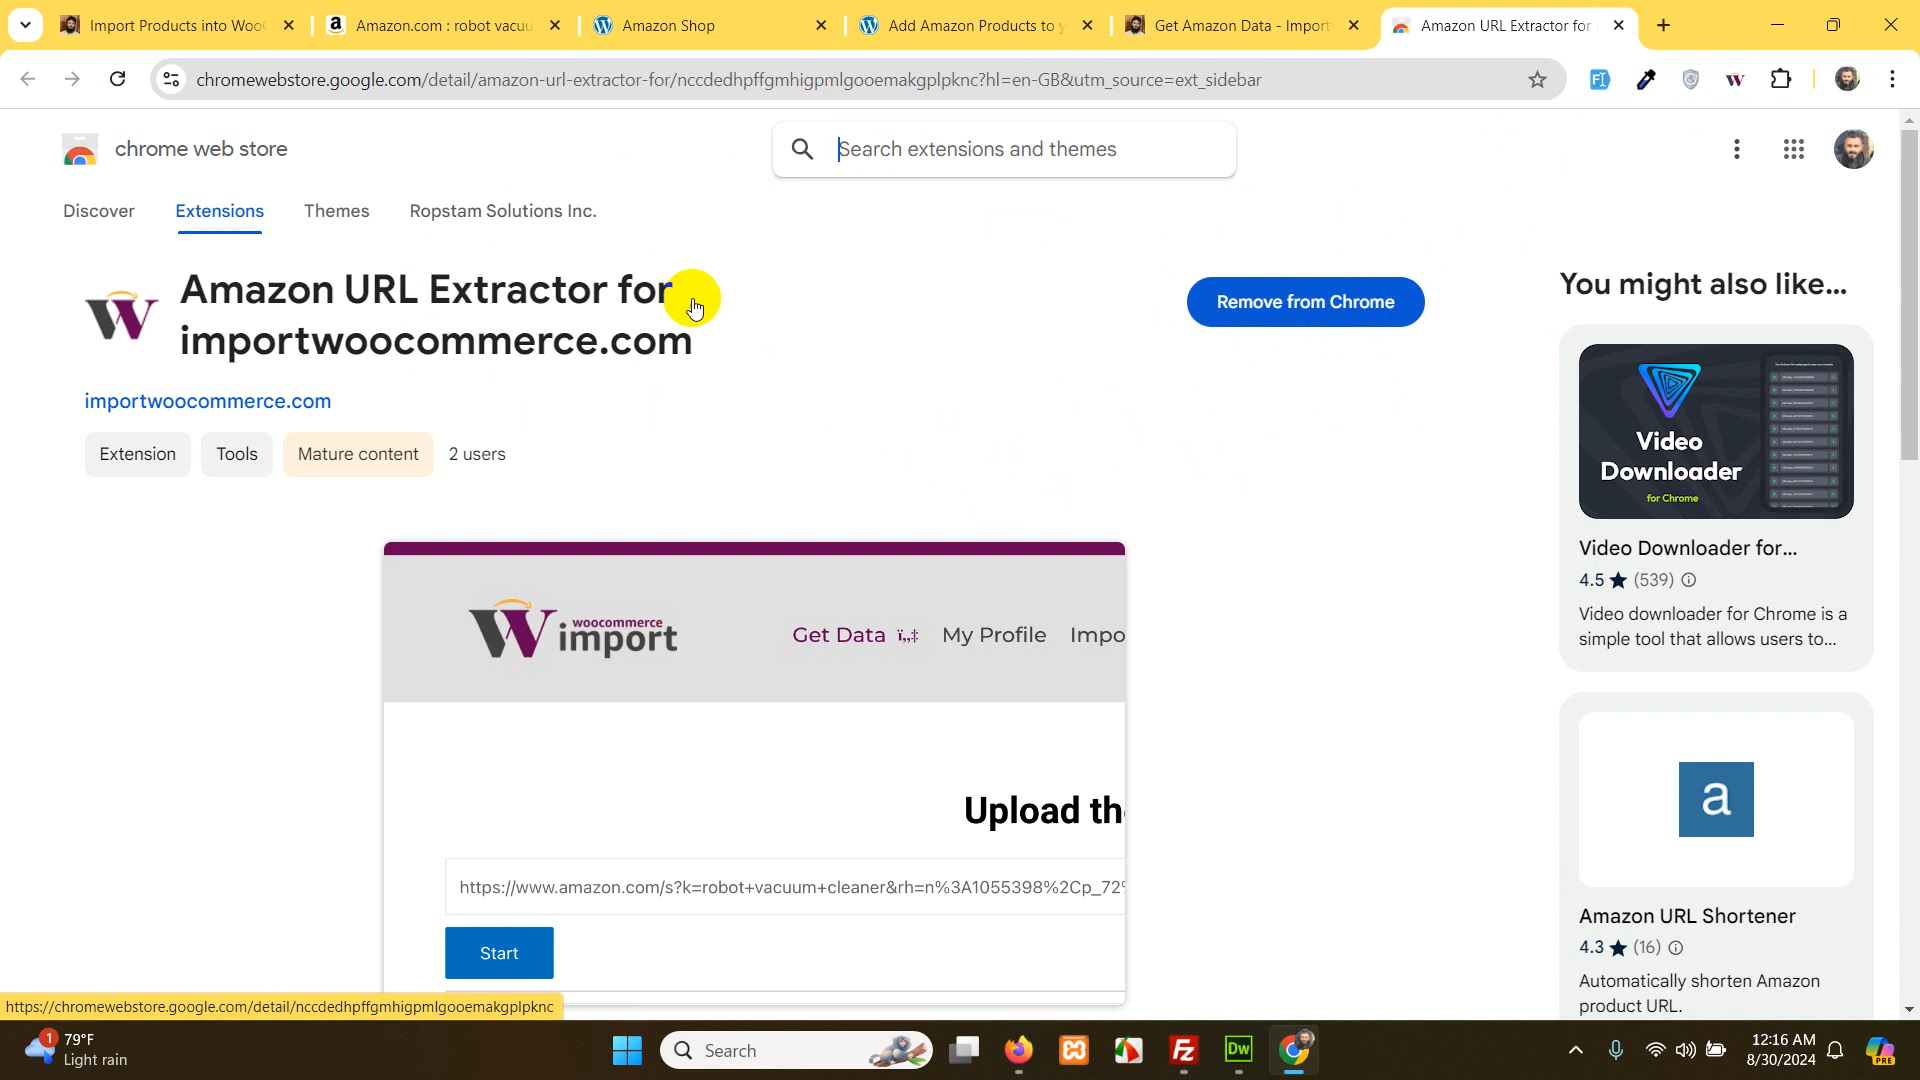 Import Products into WooC
Amazon.com : robot vacuu
Amazon Shop
Add Amazon Products to y
Get Amazon Data - Import
Amazon URL Extractor for
chromewebstore.google.com/detail/amazon-url-extractor-for/nccdedhpffgmhigpmlgooemakgplpknc?hl=en-GB&utm_source=ext_sidebar
chrome web store
Search extensions and themes
Discover
Extensions
Themes
Ropstam Solutions Inc.
Amazon URL Extractor for
importwoocommerce.com
Remove from Chrome
importwoocommerce.com
Extension
Tools
Mature content
2 users
woocommerce
import
Get Data
My Profile
Impo
Upload the
https://www.amazon.com/s?k=robot+vacuum+cleaner&rh=n%3A1055398%2Cp_72%
Start
You might also like...
Video
Downloader
for Chrome
Video Downloader for...
4.5 ★ (539)
Video downloader for Chrome is a
simple tool that allows users to...
a
Amazon URL Shortener
4.3 ★ (16)
Automatically shorten Amazon
product URL.
https://chromewebstore.google.com/detail/nccdedhpffgmhigpmlgooemakgplpknc
1
79°F
Light rain
Search
Fz
Dw
12:16 AM
8/30/2024
PRE